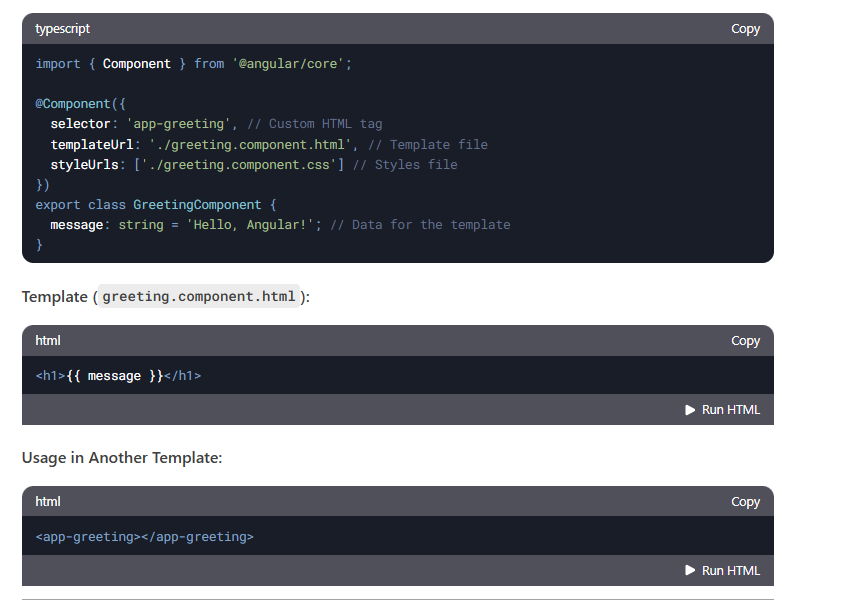 typescript Copy
import { Component } from '@angular/core';
@Component({
  selector: 'app-greeting', // Custom HTML tag
  templateUrl: './greeting.component.html', // Template file
  styleUrls: ['./greeting.component.css'] // Styles file
})
export class GreetingComponent {
  message: string = 'Hello, Angular!'; // Data for the template
}
Template (greeting.component.html):
html Copy
<h1>{{ message }}</h1>
Run HTML
Usage in Another Template:
html Copy
<app-greeting></app-greeting>
Run HTML